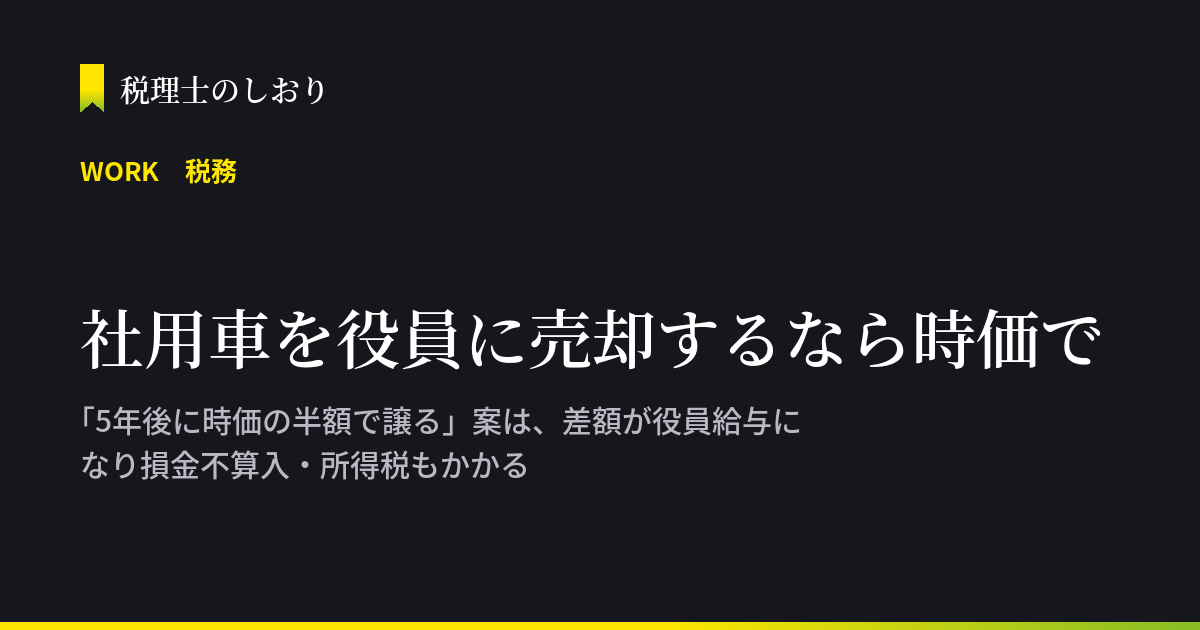 税理士のしおり
WORK　税務
社用車を役員に売却するなら時価で
「5年後に時価の半額で譲る」案は、差額が役員給与に
なり損金不算入・所得税もかかる